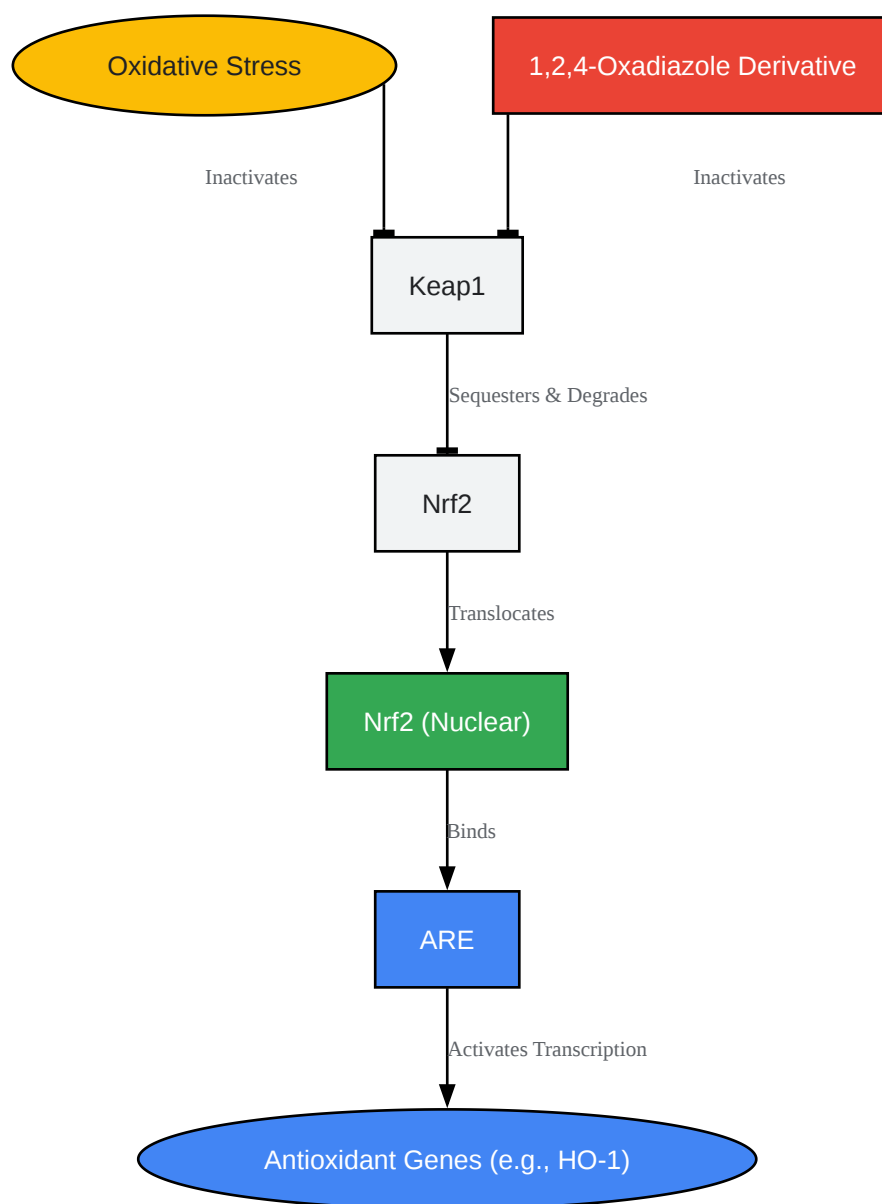 Oxidative Stress
1,2,4-Oxadiazole Derivative
Inactivates
Inactivates
Keap1
Sequesters & Degrades
Nrf2
Translocates
Nrf2 (Nuclear)
Binds
ARE
Activates Transcription
Antioxidant Genes (e.g., HO-1)